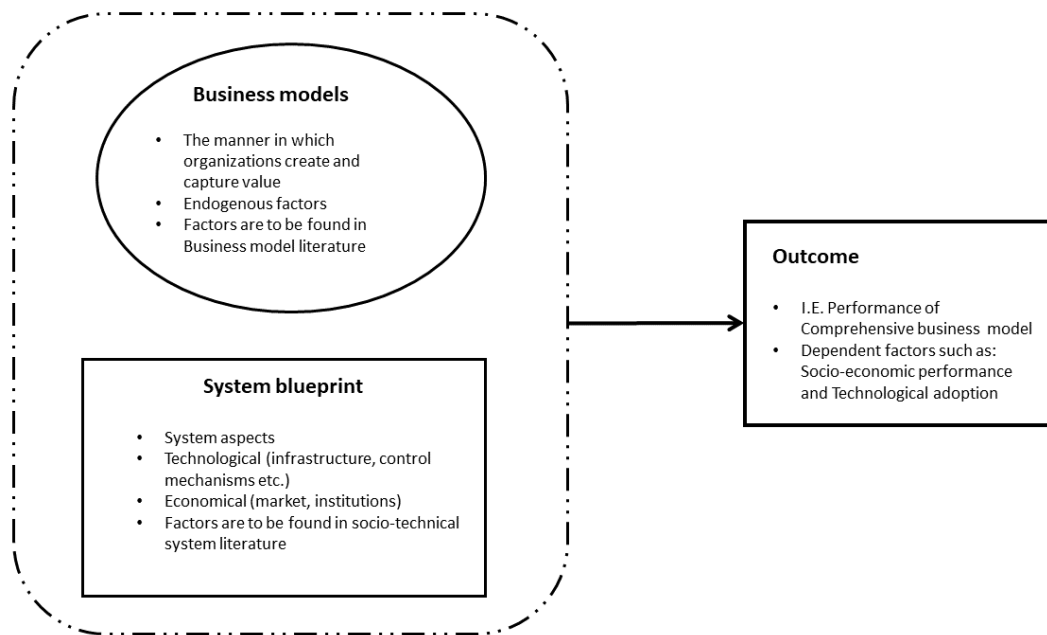 Business models
• The manner in which
organizations create and
capture value
• Endogenous factors
• Factors are to be found in
Business model literature
System blueprint
• System aspects
• Technological (infrastructure, control
mechanisms etc.)
• Economical (market, institutions)
• Factors are to be found in socio-technical
system literature
Outcome
• I.E. Performance of
Comprehensive business model
• Dependent factors such as:
Socio-economic performance
and Technological adoption